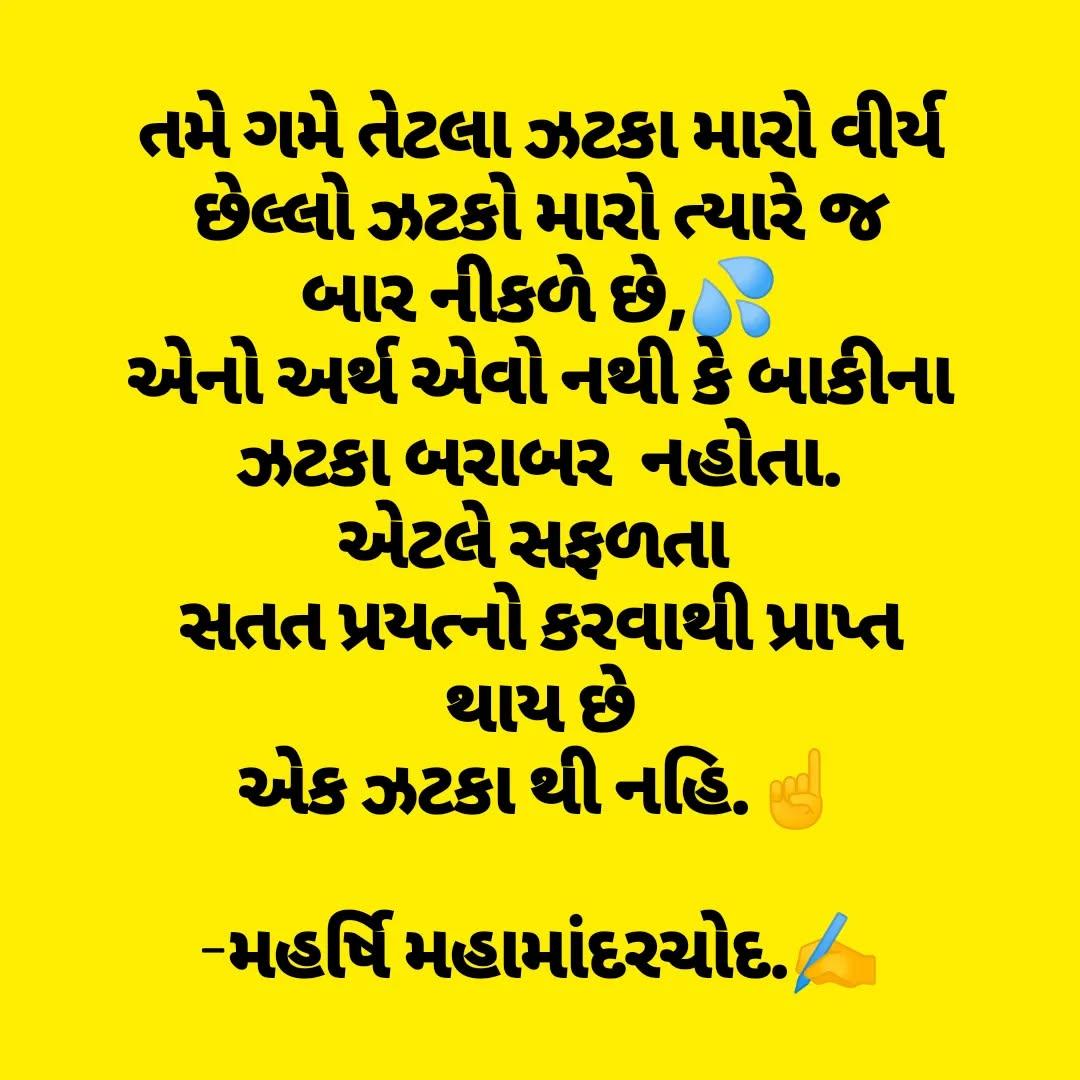 તમે ગમે તેટલા ઝટકા મારો વીર્ય
છેલ્લો ઝટકો મારો ત્યારે જ
બાર નીકળે છે,💦
એનો અર્થ એવો નથી કે બાકીના
ઝટકા બરાબર  નહોતા.
એટલે સફળતા
સતત પ્રયત્નો કરવાથી પ્રાપ્ત
થાય છે
એક ઝટકા થી નહિ. ☝️
-મહર્ષિ મહામાંદરચોદ.✍️